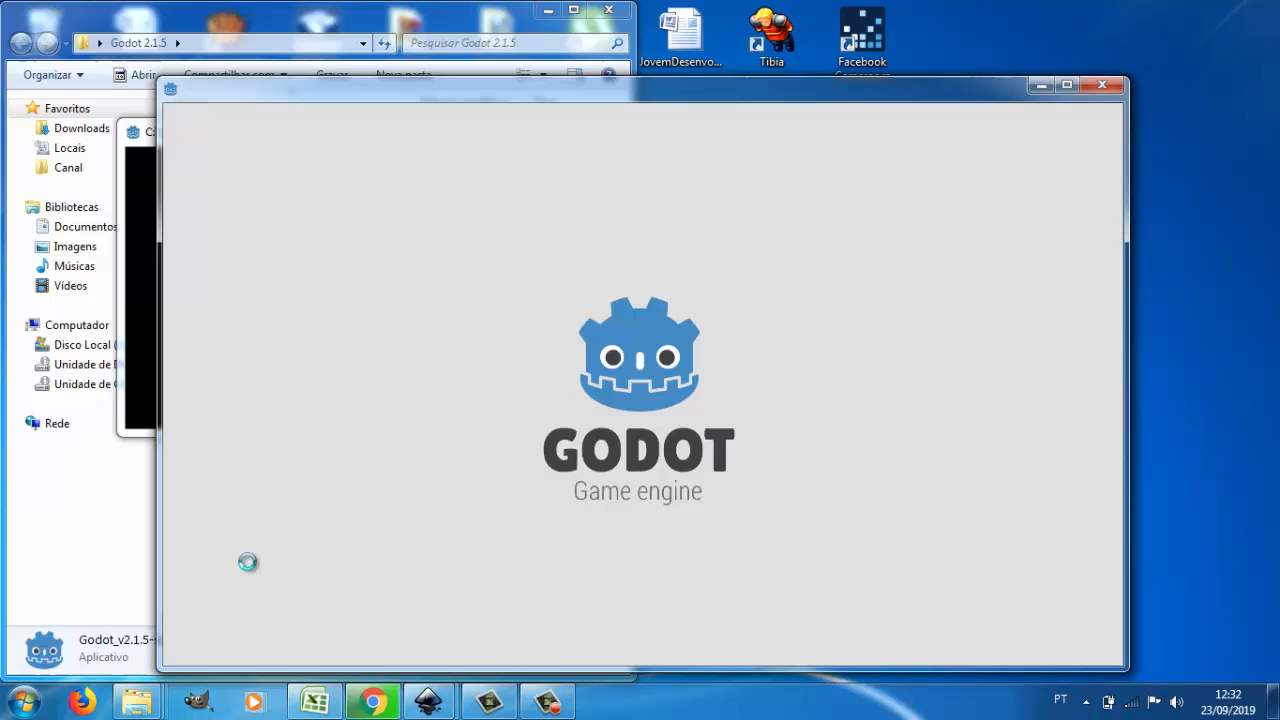 Godot 2.1.5
Pesquisar Godot 2.1.5
JovemDesenvo...
Tibia
Facebook
Organizar
Abrir
Compartilhar com
Gravar
Nova pasta
Favoritos
Downloads
Locais
Canal
Bibliotecas
Documentos
Imagens
Músicas
Vídeos
Computador
Disco Local (
Unidade de
Unidade de
Rede
GODOT
Game engine
Godot_v2.1.5-
Aplicativo
PT
12:32
23/09/2019